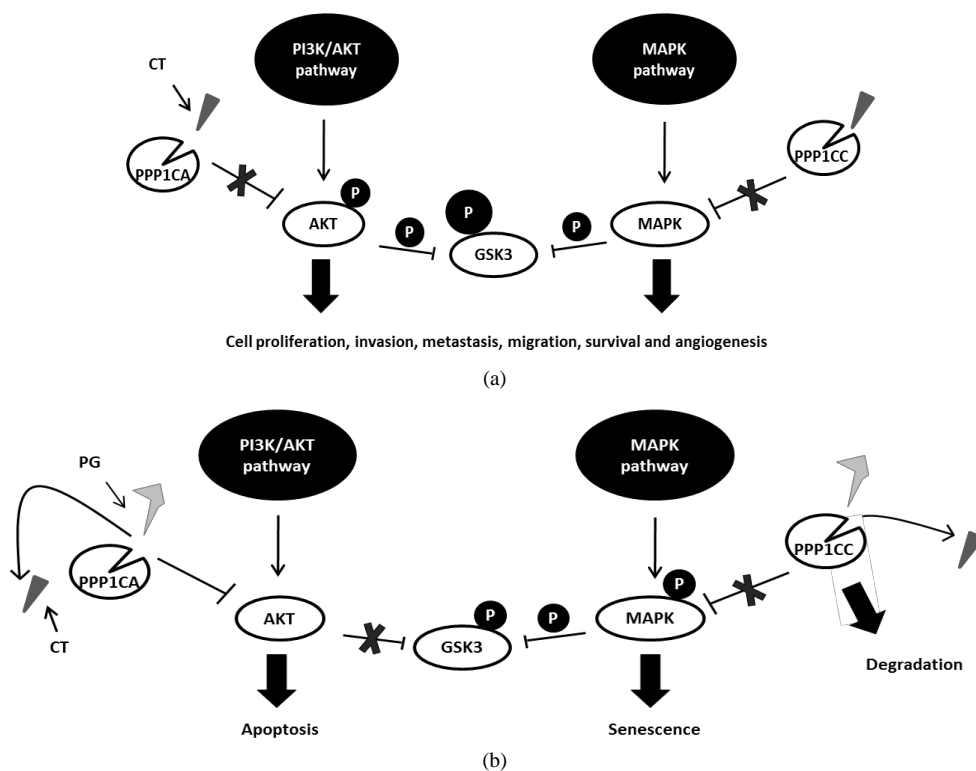 PI3K/AKT
pathway
MAPK
pathway
CT
PPP1CA
PPP1CC
P
P
P
P
AKT
GSK3
MAPK
Cell proliferation, invasion, metastasis, migration, survival and angiogenesis
(a)
PI3K/AKT
pathway
MAPK
pathway
PG
PPP1CC
PPP1CA
P
P
P
AKT
GSK3
MAPK
CT
Degradation
Apoptosis
Senescence
(b)